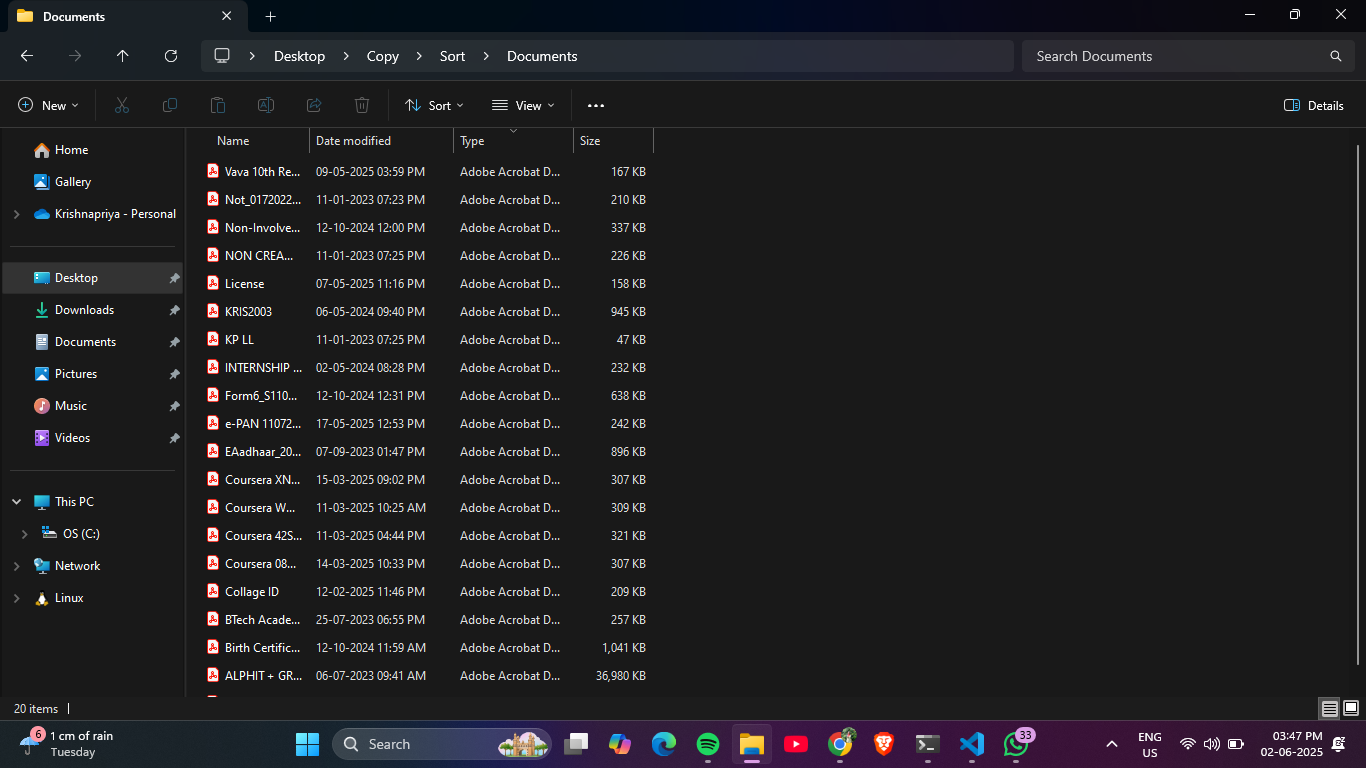 Documents
Desktop > Copy > Sort > Documents
Search Documents
New
Sort
View
Details
Home
Gallery
Krishnapriya - Personal
Desktop
Downloads
Documents
Pictures
Music
Videos
This PC
OS (C:)
Network
Linux
Name Date modified Type Size
Vava 10th Re... 09-05-2025 03:59 PM Adobe Acrobat D... 167 KB
Not_0172022... 11-01-2023 07:23 PM Adobe Acrobat D... 210 KB
Non-Involve... 12-10-2024 12:00 PM Adobe Acrobat D... 337 KB
NON CREA... 11-01-2023 07:25 PM Adobe Acrobat D... 226 KB
License 07-05-2025 11:16 PM Adobe Acrobat D... 158 KB
KRIS2003 06-05-2024 09:40 PM Adobe Acrobat D... 945 KB
KP LL 11-01-2023 07:25 PM Adobe Acrobat D... 47 KB
INTERNSHIP ... 02-05-2024 08:28 PM Adobe Acrobat D... 232 KB
Form6_S110... 12-10-2024 12:31 PM Adobe Acrobat D... 638 KB
e-PAN 11072... 17-05-2025 12:53 PM Adobe Acrobat D... 242 KB
EAadhaar_20... 07-09-2023 01:47 PM Adobe Acrobat D... 896 KB
Coursera XN... 15-03-2025 09:02 PM Adobe Acrobat D... 307 KB
Coursera W... 11-03-2025 10:25 AM Adobe Acrobat D... 309 KB
Coursera 42S... 11-03-2025 04:44 PM Adobe Acrobat D... 321 KB
Coursera 08... 14-03-2025 10:33 PM Adobe Acrobat D... 307 KB
Collage ID 12-02-2025 11:46 PM Adobe Acrobat D... 209 KB
BTech Acade... 25-07-2023 06:55 PM Adobe Acrobat D... 257 KB
Birth Certific... 12-10-2024 11:59 AM Adobe Acrobat D... 1,041 KB
ALPHIT + GR... 06-07-2023 09:41 AM Adobe Acrobat D... 36,980 KB
20 items
6
1 cm of rain
Tuesday
Search
33
ENG
US
03:47 PM
02-06-2025